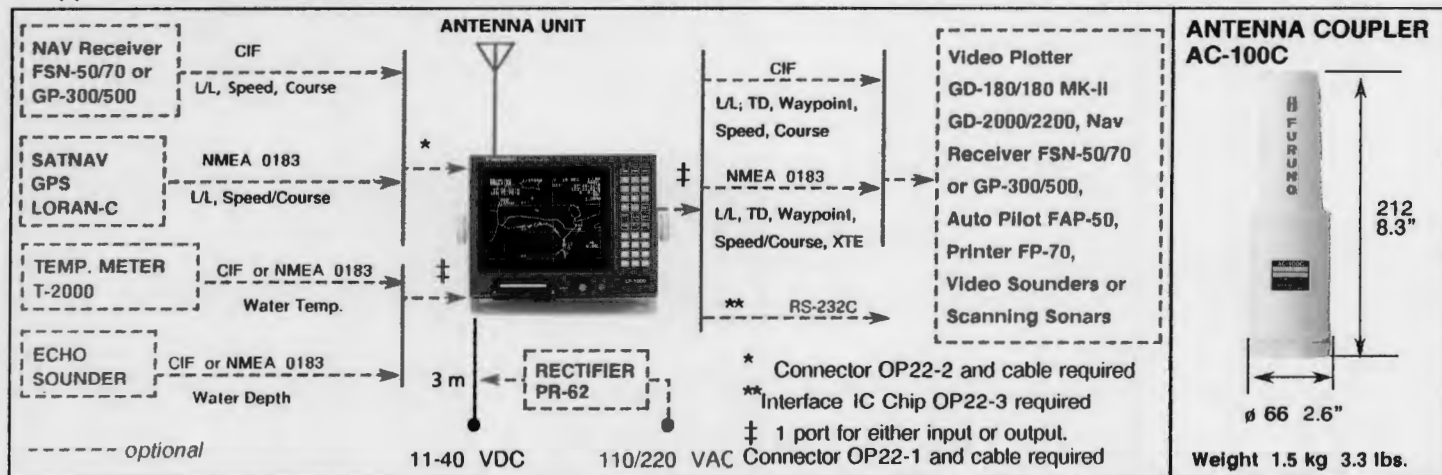 ANTENNA UNIT
NAV Receiver
FSN-50/70 or
GP-300/500
CIF
L/L, Speed, Course
SATNAV
GPS
LORAN-C
NMEA 0183
L/L, Speed/Course
*
TEMP. METER
T-2000
CIF or NMEA 0183
Water Temp.
‡
ECHO
SOUNDER
CIF or NMEA 0183
Water Depth
3 m
RECTIFIER
PR-62
---- optional
11-40 VDC
110/220 VAC
‡
CIF
L/L; TD, Waypoint,
Speed, Course
NMEA 0183
L/L, TD, Waypoint,
Speed/Course, XTE
** RS-232C
Video Plotter
GD-180/180 MK-II
GD-2000/2200, Nav
Receiver FSN-50/70
or GP-300/500,
Auto Pilot FAP-50,
Printer FP-70,
Video Sounders or
Scanning Sonars
* Connector OP22-2 and cable required
**Interface IC Chip OP22-3 required
‡ 1 port for either input or output.
Connector OP22-1 and cable required
ANTENNA COUPLER
AC-100C
FURUNO
AC-100C
212
8.3"
ø 66 2.6"
Weight 1.5 kg 3.3 lbs.